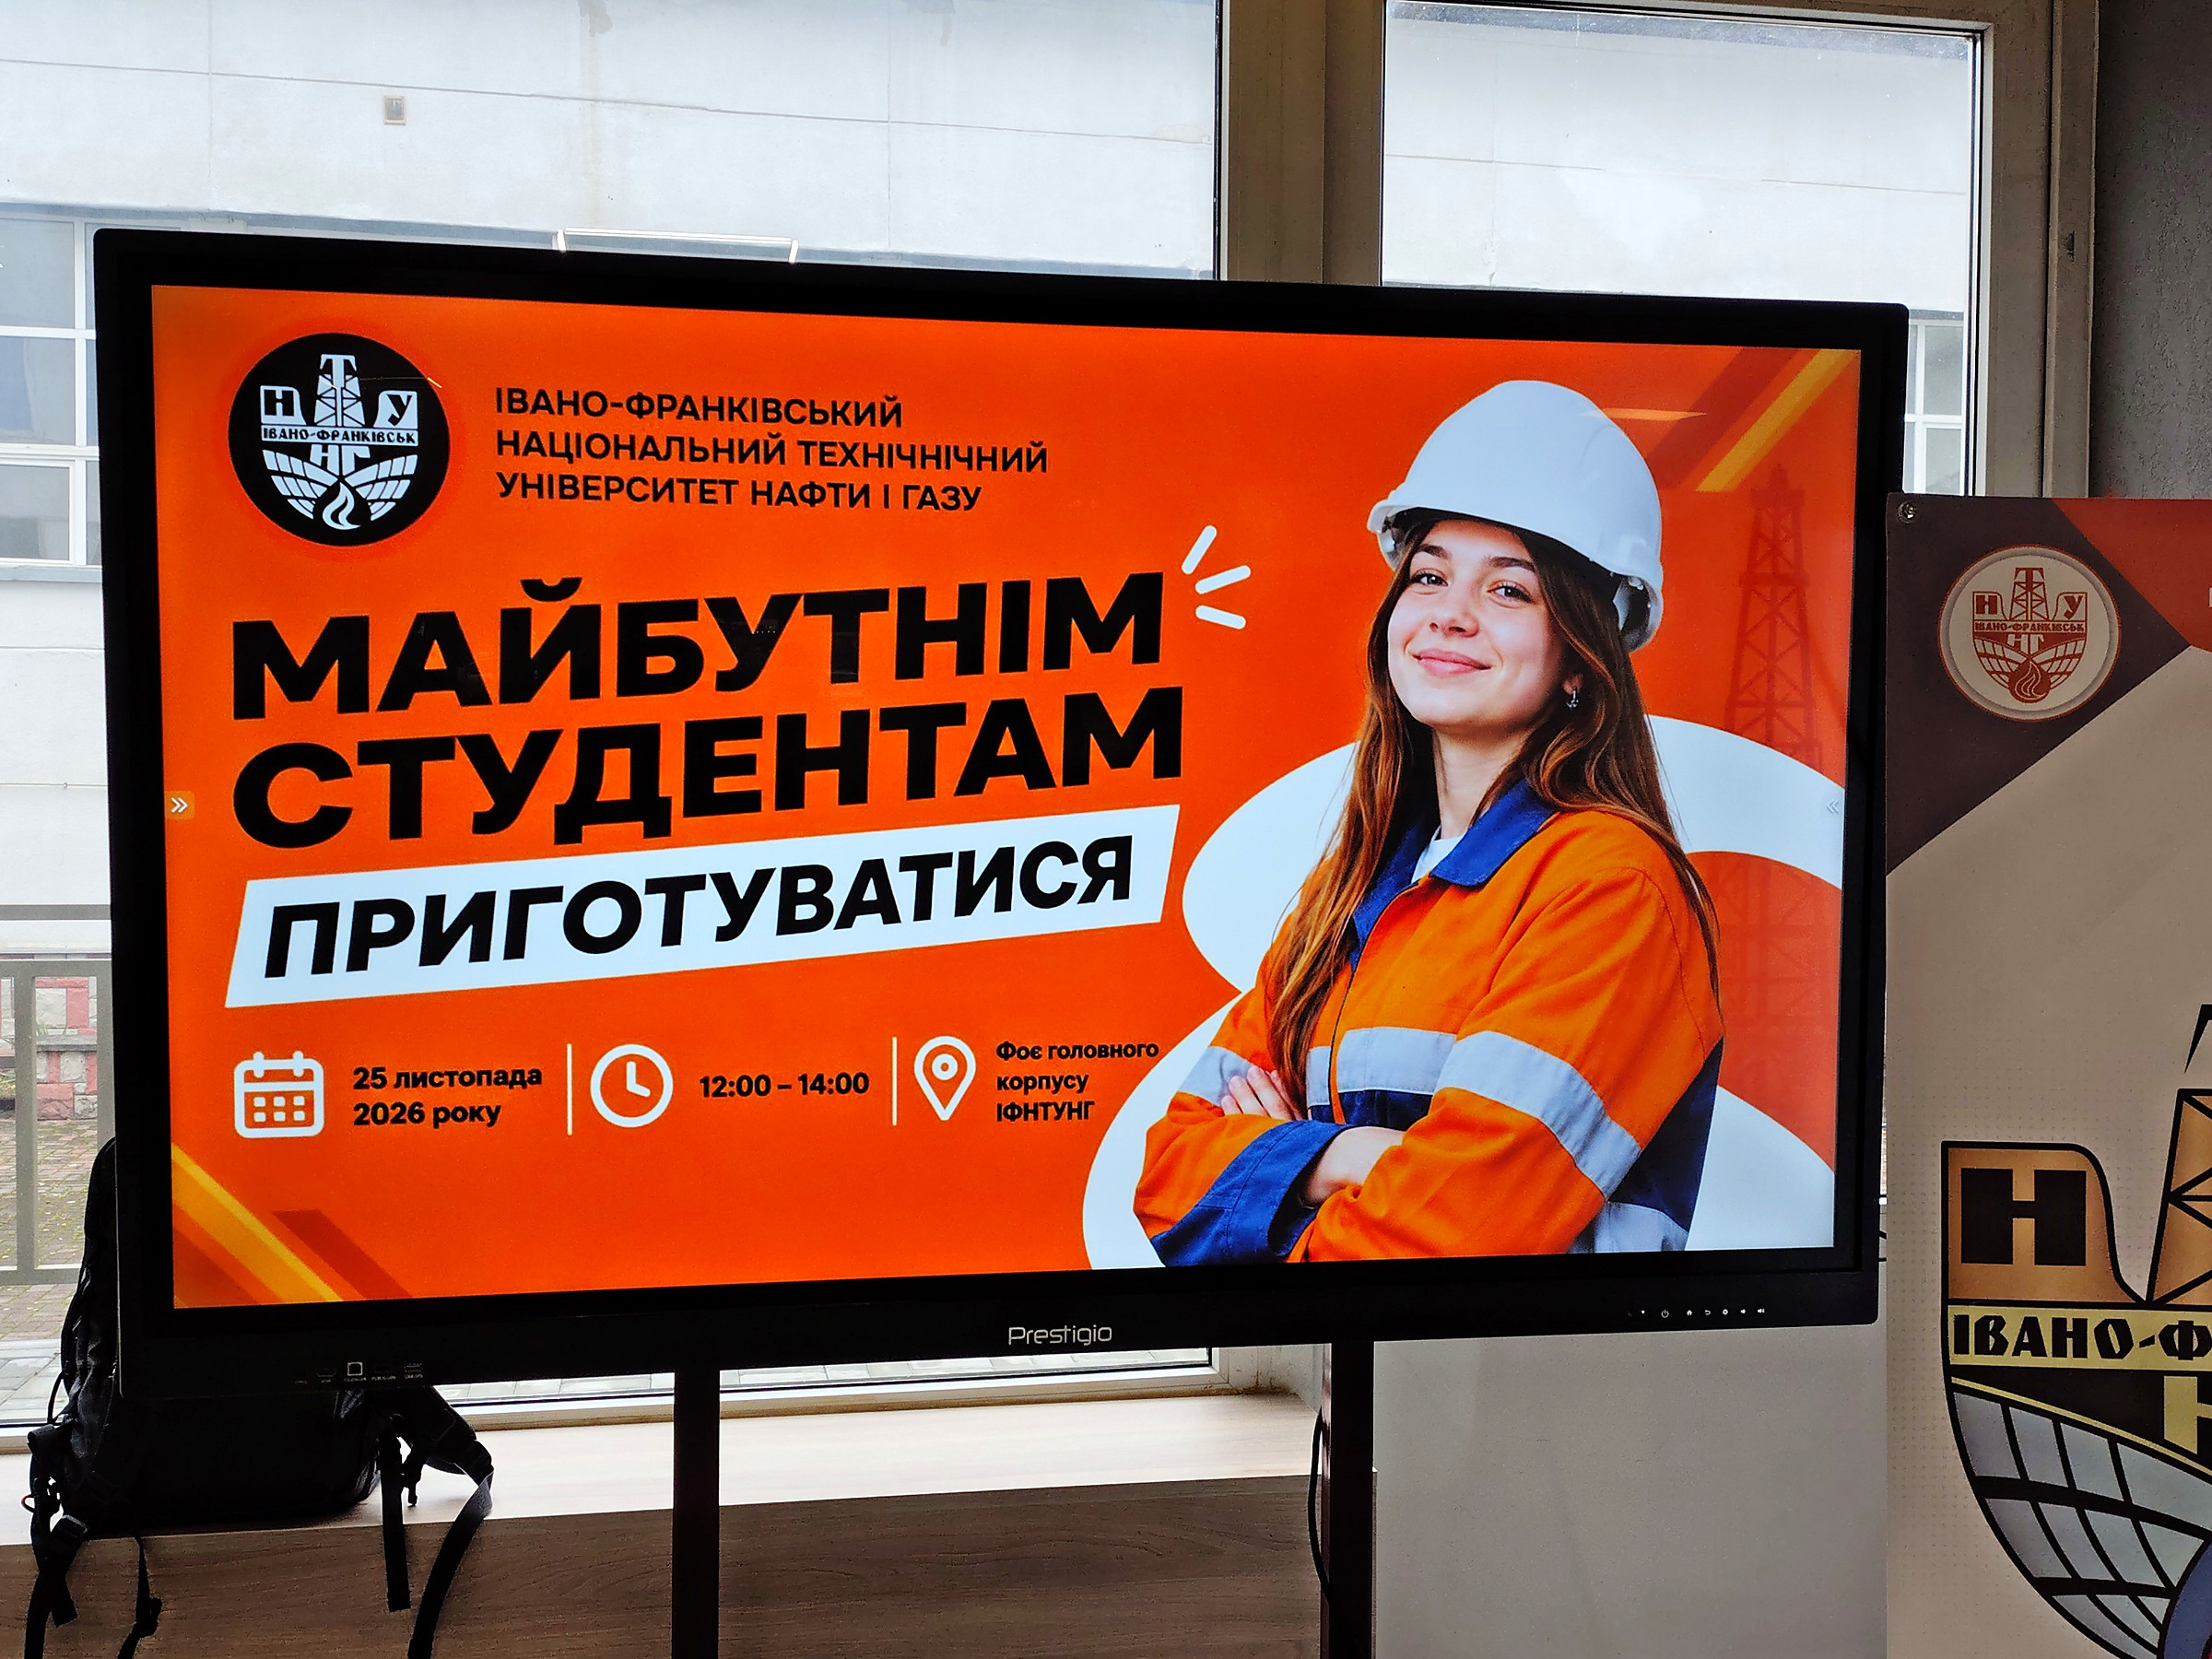 Н Т У
ІВАНО-ФРАНКІВСЬК
НГ
ІВАНО-ФРАНКІВСЬКИЙ
НАЦІОНАЛЬНИЙ ТЕХНІЧНІЧНИЙ
УНІВЕРСИТЕТ НАФТИ І ГАЗУ
МАЙБУТНІМ
СТУДЕНТАМ
ПРИГОТУВАТИСЯ
25 листопада
2026 року
12:00 – 14:00
Фоє головного
корпусу
ІФНТУНГ
Prestigio
Н Т У
ІВАНО-ФРАНКІВСЬК
НГ
Н
ІВАНО-Ф
Н